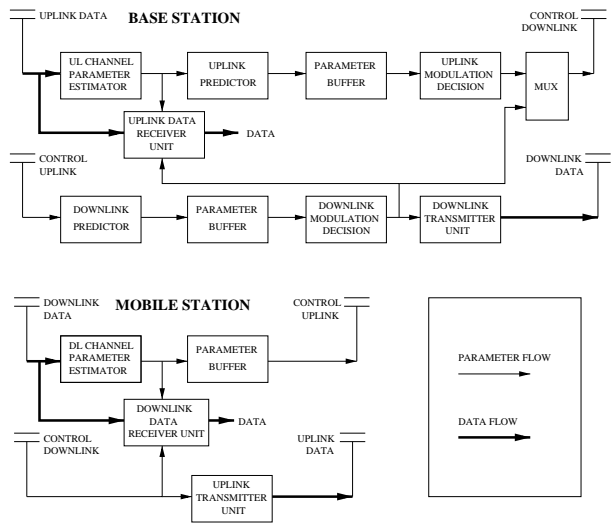 UPLINK DATA
BASE STATION
CONTROL
DOWNLINK
UL CHANNEL
PARAMETER
ESTIMATOR
UPLINK
PREDICTOR
PARAMETER
BUFFER
UPLINK
MODULATION
DECISION
MUX
UPLINK DATA
RECEIVER
UNIT
DATA
CONTROL
UPLINK
DOWNLINK
DATA
DOWNLINK
PREDICTOR
PARAMETER
BUFFER
DOWNLINK
MODULATION
DECISION
DOWNLINK
TRANSMITTER
UNIT
DOWNLINK
DATA
MOBILE STATION
CONTROL
UPLINK
DL CHANNEL
PARAMETER
ESTIMATOR
PARAMETER
BUFFER
PARAMETER FLOW
DOWNLINK
DATA
RECEIVER UNIT
DATA
DATA FLOW
CONTROL
DOWNLINK
UPLINK
DATA
UPLINK
TRANSMITTER
UNIT